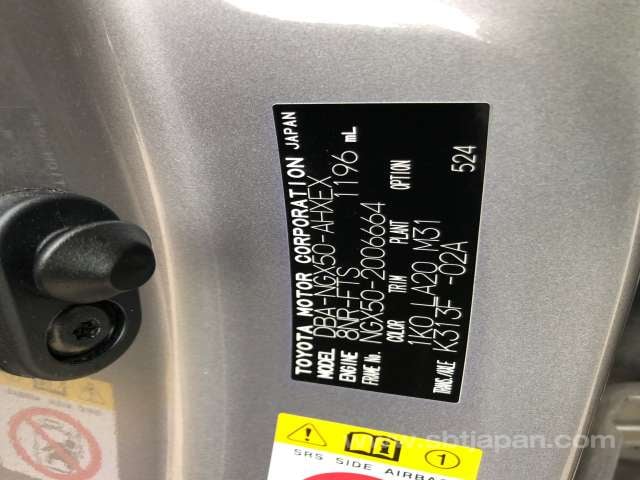 TOYOTA MOTOR CORPORATION JAPAN
MODEL DBA-NGX50-AHXEX
ENGINE 8NR-FTS 1196 mL
FRAME No. NGX50-2006664
COLOR TRIM PLANT OPTION
1K0 LA20 M31
TRANS./AXLE K313F -02A 524
1
SRS SIDE AIRBAG
www.sbtjapan.com